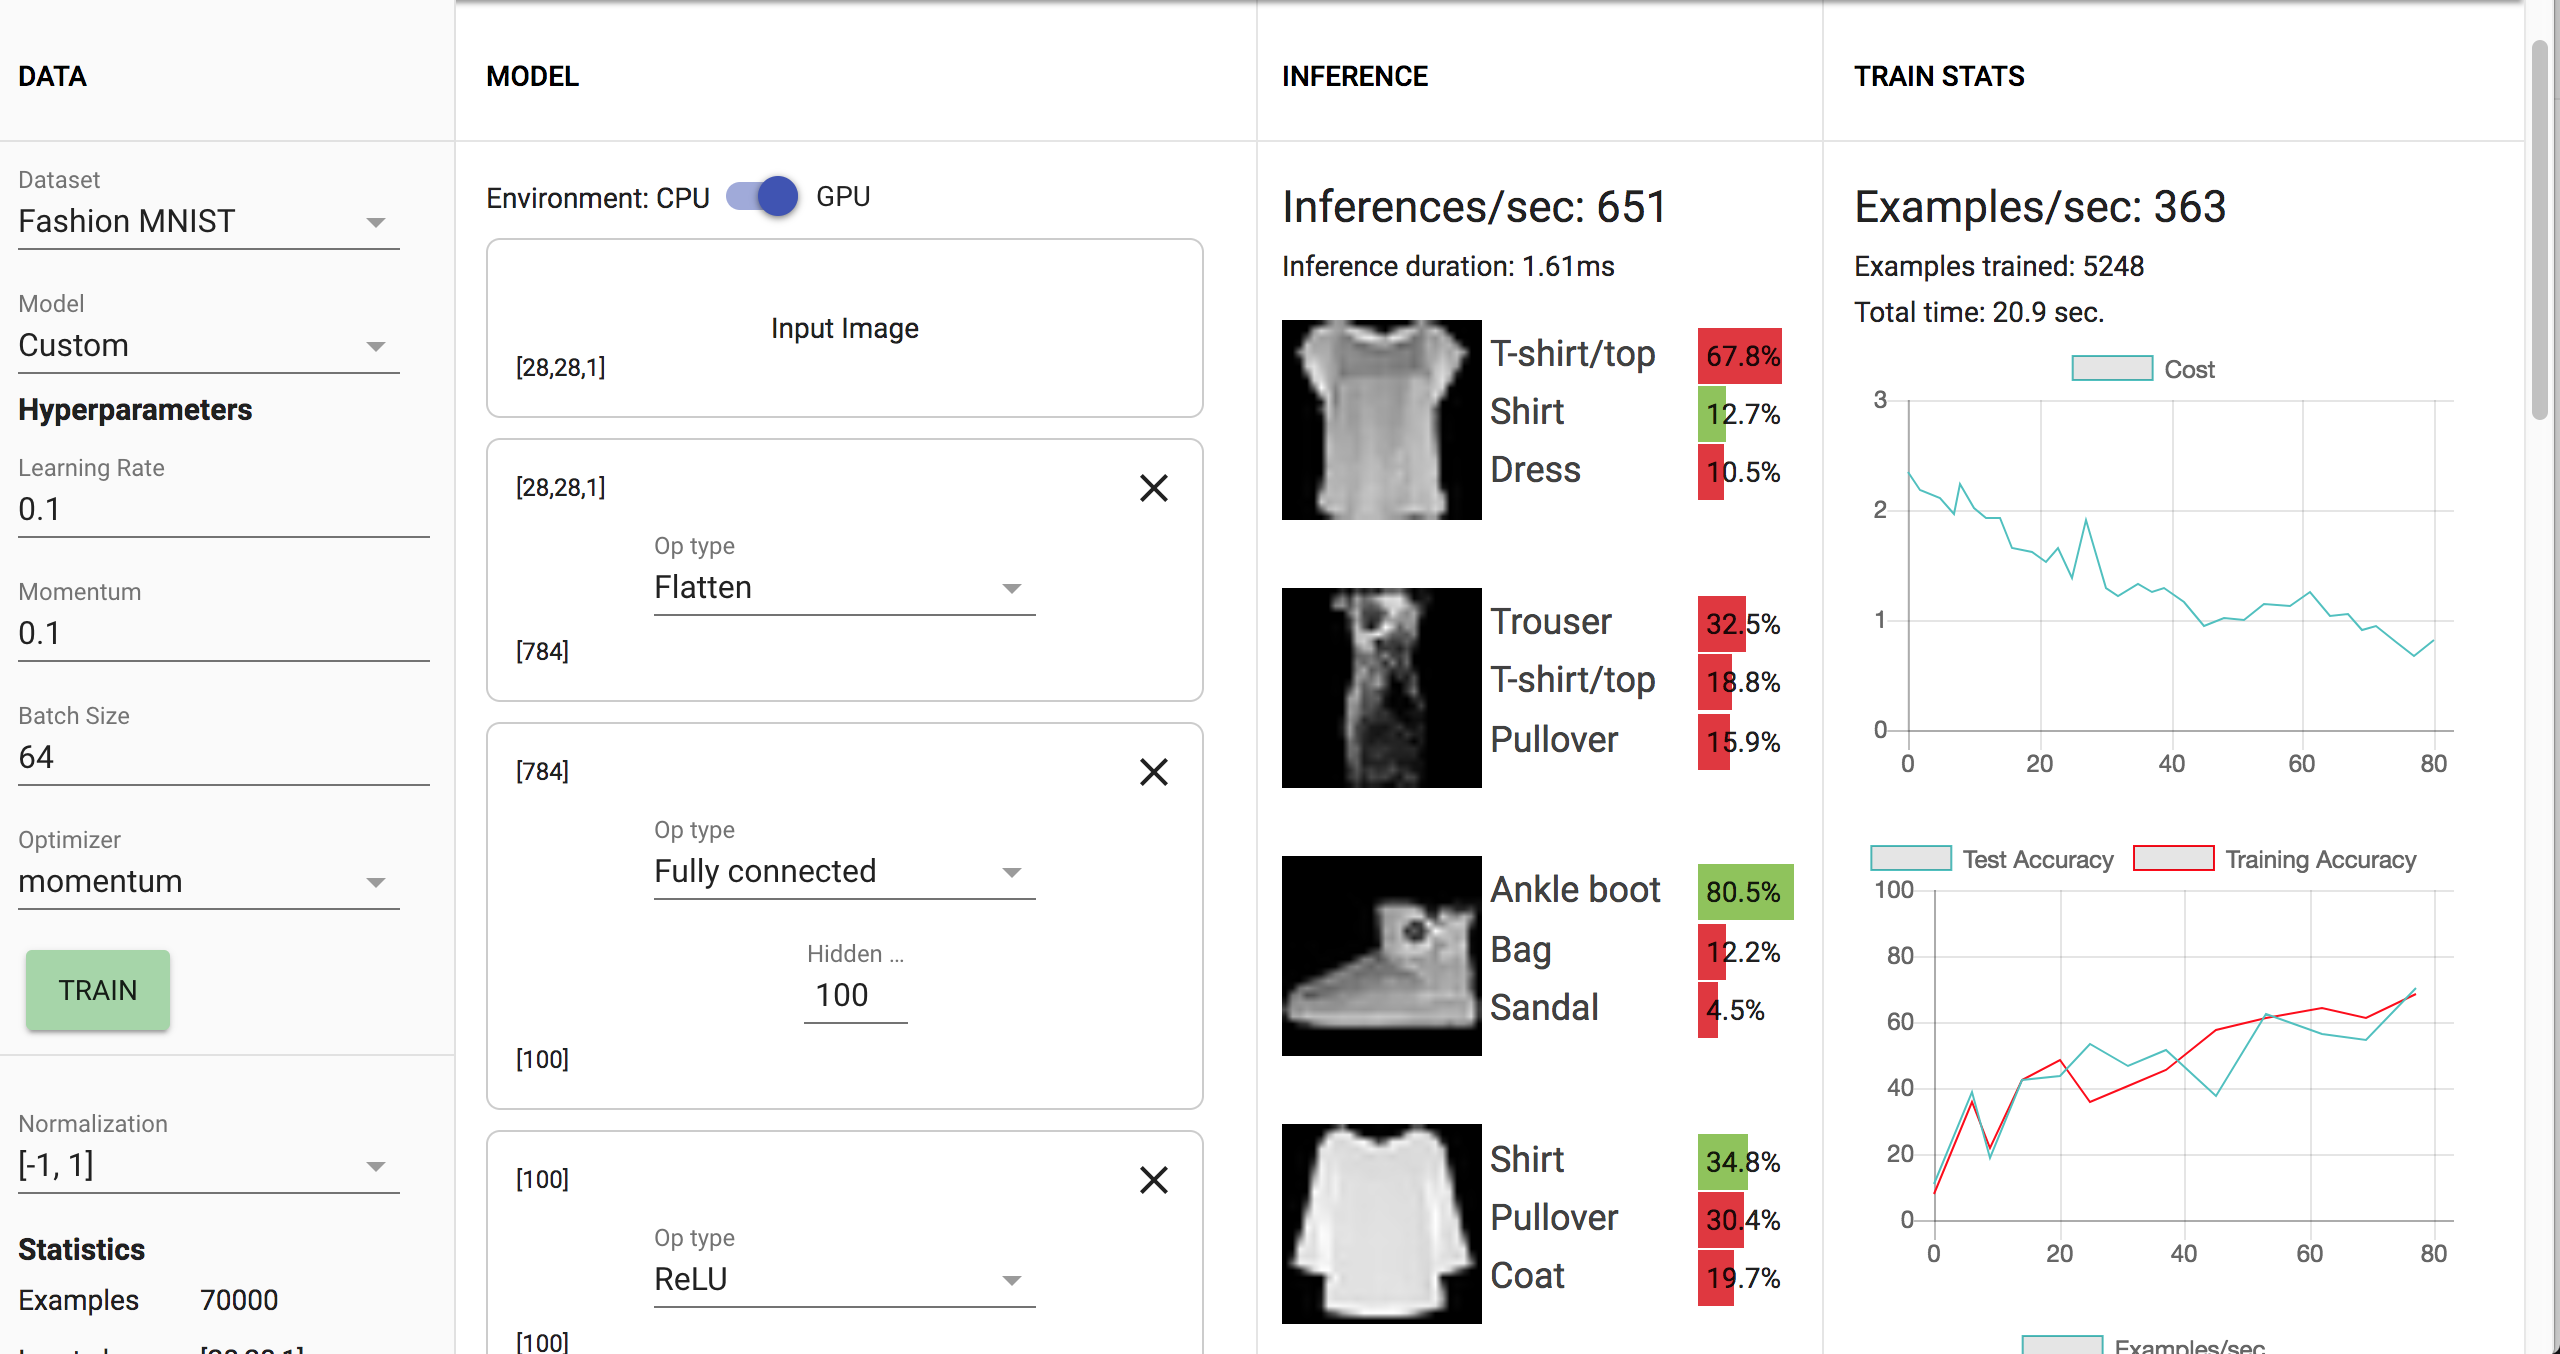 DATA
Dataset
Fashion MNIST
Model
Custom
Hyperparameters
Learning Rate
0.1
Momentum
0.1
Batch Size
64
Optimizer
momentum
TRAIN
Normalization
[-1, 1]
Statistics
Examples 70000
MODEL
Environment: CPU GPU
Input Image
[28,28,1]
[28,28,1]
Op type
Flatten
[784]
[784]
Op type
Fully connected
Hidden ...
100
[100]
[100]
Op type
ReLU
[100]
INFERENCE
Inferences/sec: 651
Inference duration: 1.61ms
T-shirt/top 67.8%
Shirt 12.7%
Dress 10.5%
Trouser 32.5%
T-shirt/top 18.8%
Pullover 15.9%
Ankle boot 80.5%
Bag 12.2%
Sandal 4.5%
Shirt 34.8%
Pullover 30.4%
Coat 19.7%
TRAIN STATS
Examples/sec: 363
Examples trained: 5248
Total time: 20.9 sec.
Cost
3
2
1
0
0 20 40 60 80
Test Accuracy Training Accuracy
100
80
60
40
20
0
0 20 40 60 80
Examples/sec